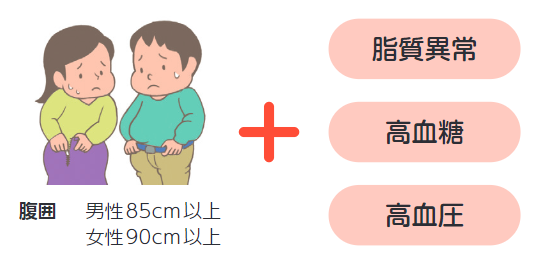 腹囲 男性85cm以上
女性90cm以上
脂質異常
高血糖
高血圧